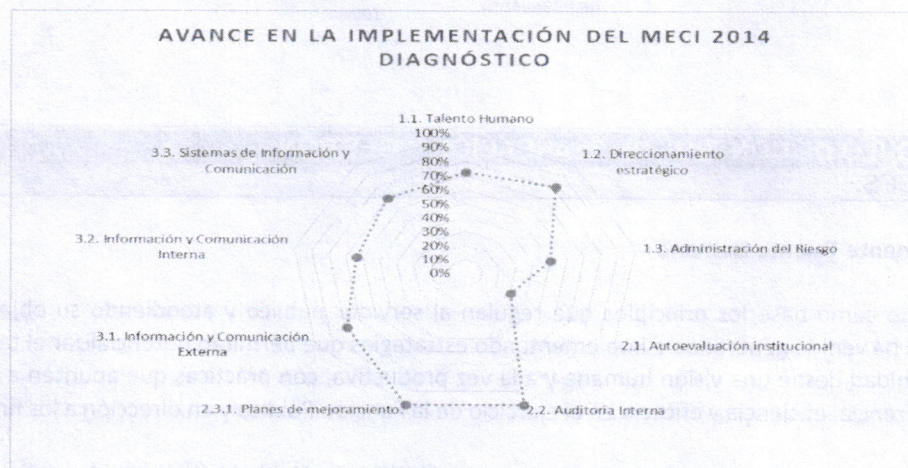 AVANCE EN LA IMPLEMENTACIÓN DEL MECI 2014
DIAGNÓSTICO
1.1. Talento Humano
100%
90%
80%
70%
60%
50%
40%
30%
20%
10%
0%
1.2. Direccionamiento
estratégico
1.3. Administración del Riesgo
2.1. Autoevaluación institucional
2.2. Auditoría Interna
2.3.1. Planes de mejoramiento
3.1. Información y Comunicación
Externa
3.2. Información y Comunicación
Interna
3.3. Sistemas de Información y
Comunicación